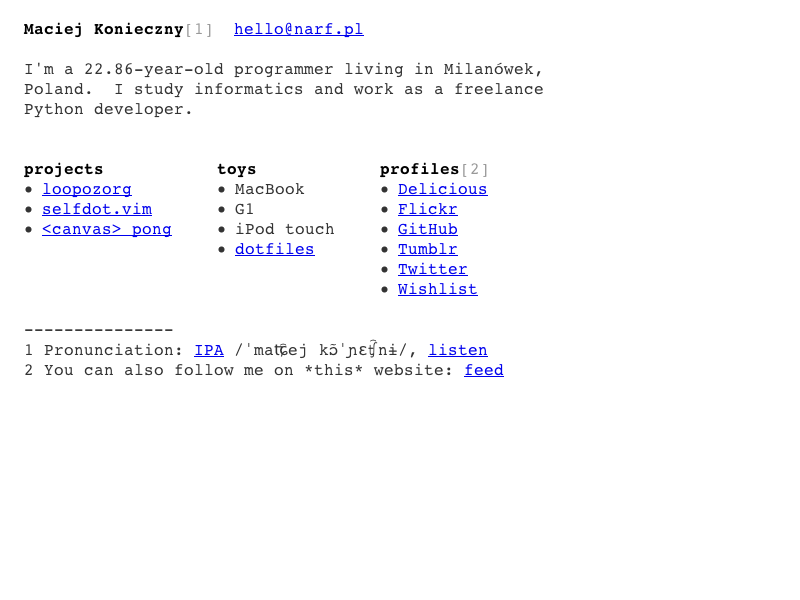 Maciej Konieczny[1]  hello@narf.pl
I'm a 22.86-year-old programmer living in Milanówek,
Poland.  I study informatics and work as a freelance
Python developer.
projects
• loopozorg
• selfdot.vim
• <canvas> pong
toys
• MacBook
• G1
• iPod touch
• dotfiles
profiles[2]
• Delicious
• Flickr
• GitHub
• Tumblr
• Twitter
• Wishlist
---------------
1 Pronunciation: IPA /ˈmat͡ɕej kɔ̃ˈɲɛt͡ʃnɨ/, listen
2 You can also follow me on *this* website: feed